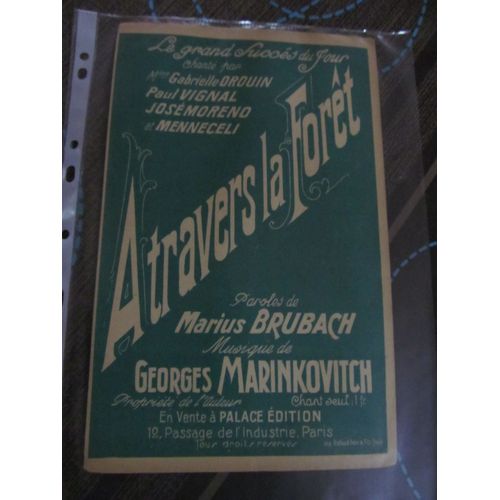 Le grand Succès du Jour
Chanté par
Gabrielle DROUIN
Paul VIGNAL
JOSÉ MORENO
et MENNECELI
A travers la Forêt
Paroles de
Marius BRUBACH
Musique de
GEORGES MARINKOVITCH
Propriété de l'auteur
Chant seul, 1 fr.
En Vente à PALACE ÉDITION
12, Passage de l'Industrie, Paris
Tous droits réservés